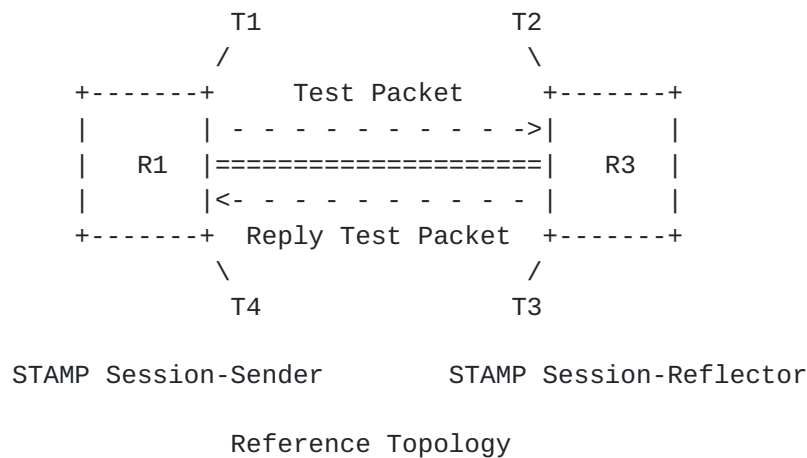 T1 T2
/ \
+-------+ Test Packet +-------+
| | - - - - - - - - - - ->| |
| R1 |=====================| R3 |
| |<- - - - - - - - - - - | |
+-------+ Reply Test Packet +-------+
\ /
T4 T3
STAMP Session-Sender STAMP Session-Reflector
Reference Topology